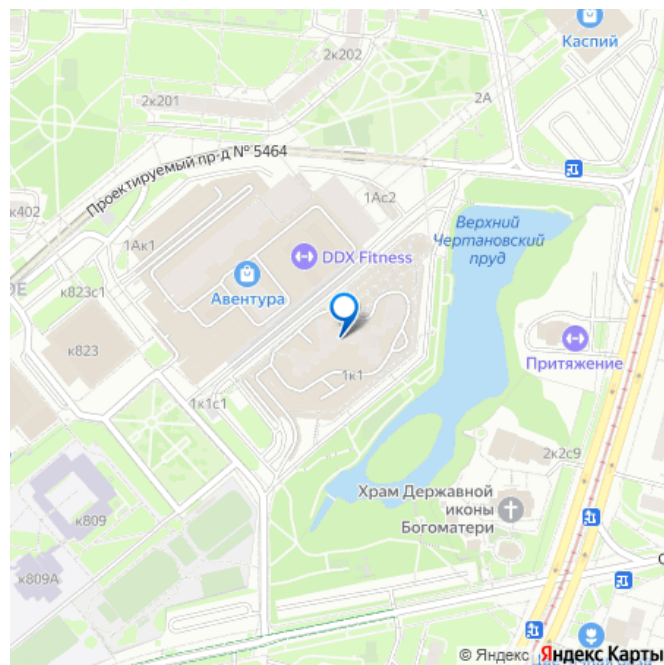 Каспий
2к202
2к201
2А
Проектируемый пр-д № 5464
к402
1Ас2
Верхний
Чертановский
пруд
1Ак1
DDX Fitness
Авентура
к823с1
к823
Притяжение
1к1
1к1с1
2к2с9
Храм Державной
иконы
Богоматери
к809
к809А
© Яндекс Яндекс Карты